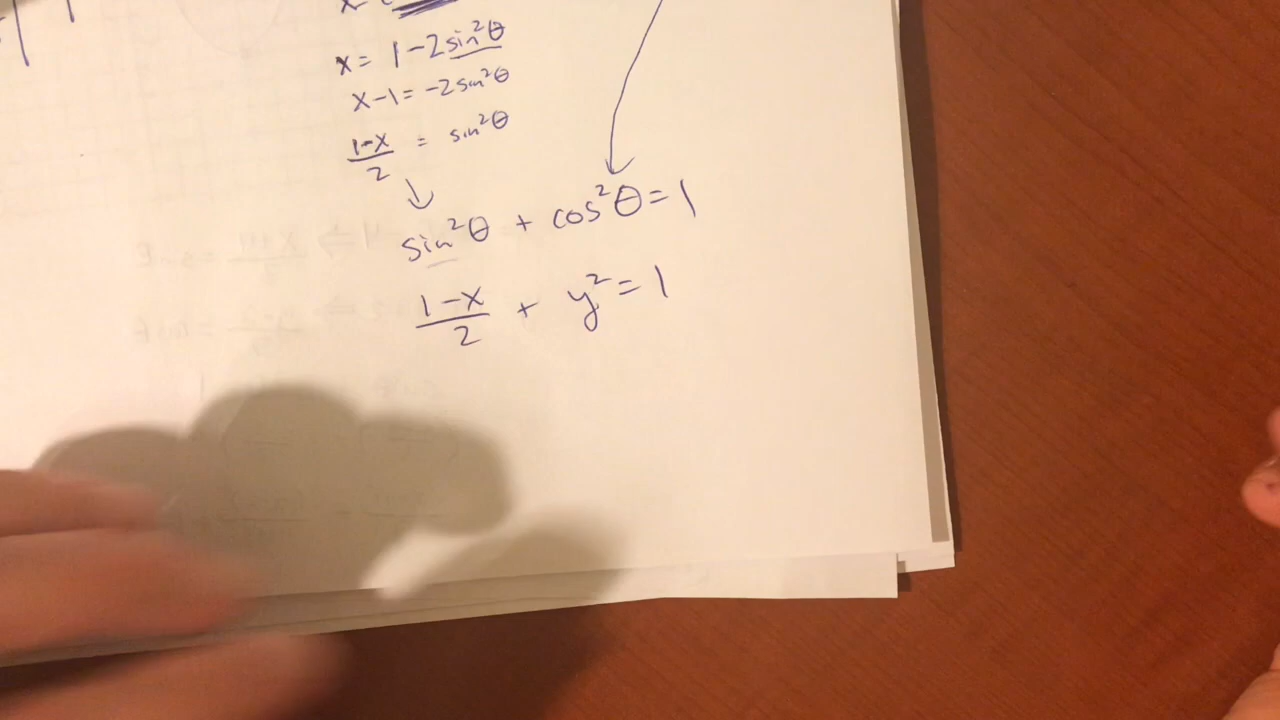 x = 1 - 2sin²θ
x - 1 = -2sin²θ
(1-x)/2 = sin²θ
sin²θ + cos²θ = 1
(1-x)/2 + y² = 1